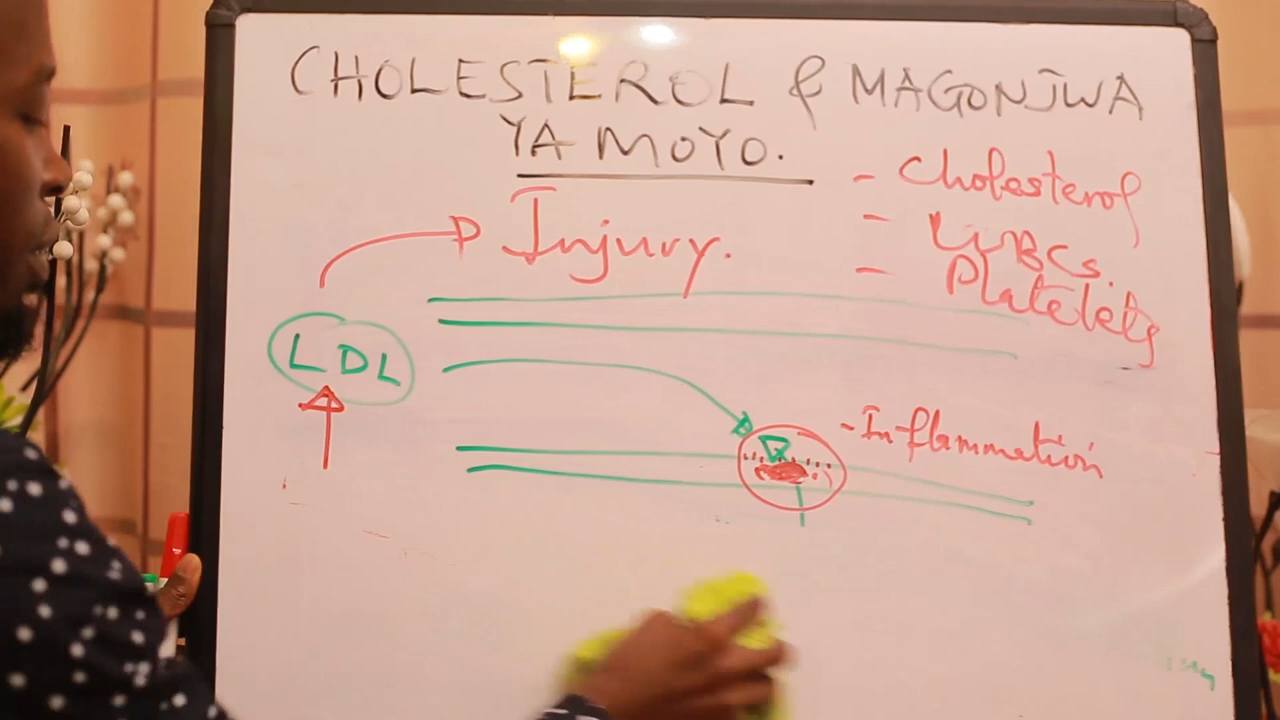 CHOLESTEROL & MAGONJWA
YA MOYO.
- Cholesterol
- WBCs.
- Platelets
Injury.
LDL
- Inflammation